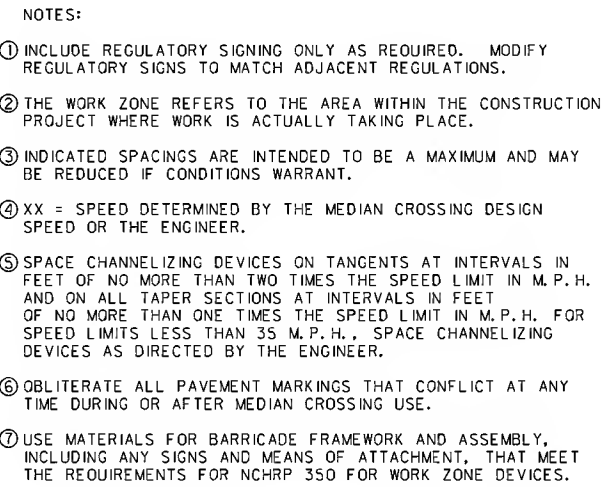 NOTES:
① INCLUDE REGULATORY SIGNING ONLY AS REQUIRED. MODIFY
REGULATORY SIGNS TO MATCH ADJACENT REGULATIONS.
② THE WORK ZONE REFERS TO THE AREA WITHIN THE CONSTRUCTION
PROJECT WHERE WORK IS ACTUALLY TAKING PLACE.
③ INDICATED SPACINGS ARE INTENDED TO BE A MAXIMUM AND MAY
BE REDUCED IF CONDITIONS WARRANT.
④ XX = SPEED DETERMINED BY THE MEDIAN CROSSING DESIGN
SPEED OR THE ENGINEER.
⑤ SPACE CHANNELIZING DEVICES ON TANGENTS AT INTERVALS IN
FEET OF NO MORE THAN TWO TIMES THE SPEED LIMIT IN M.P.H.
AND ON ALL TAPER SECTIONS AT INTERVALS IN FEET
OF NO MORE THAN ONE TIMES THE SPEED LIMIT IN M.P.H. FOR
SPEED LIMITS LESS THAN 35 M.P.H., SPACE CHANNELIZING
DEVICES AS DIRECTED BY THE ENGINEER.
⑥ OBLITERATE ALL PAVEMENT MARKINGS THAT CONFLICT AT ANY
TIME DURING OR AFTER MEDIAN CROSSING USE.
⑦ USE MATERIALS FOR BARRICADE FRAMEWORK AND ASSEMBLY,
INCLUDING ANY SIGNS AND MEANS OF ATTACHMENT, THAT MEET
THE REQUIREMENTS FOR NCHRP 350 FOR WORK ZONE DEVICES.